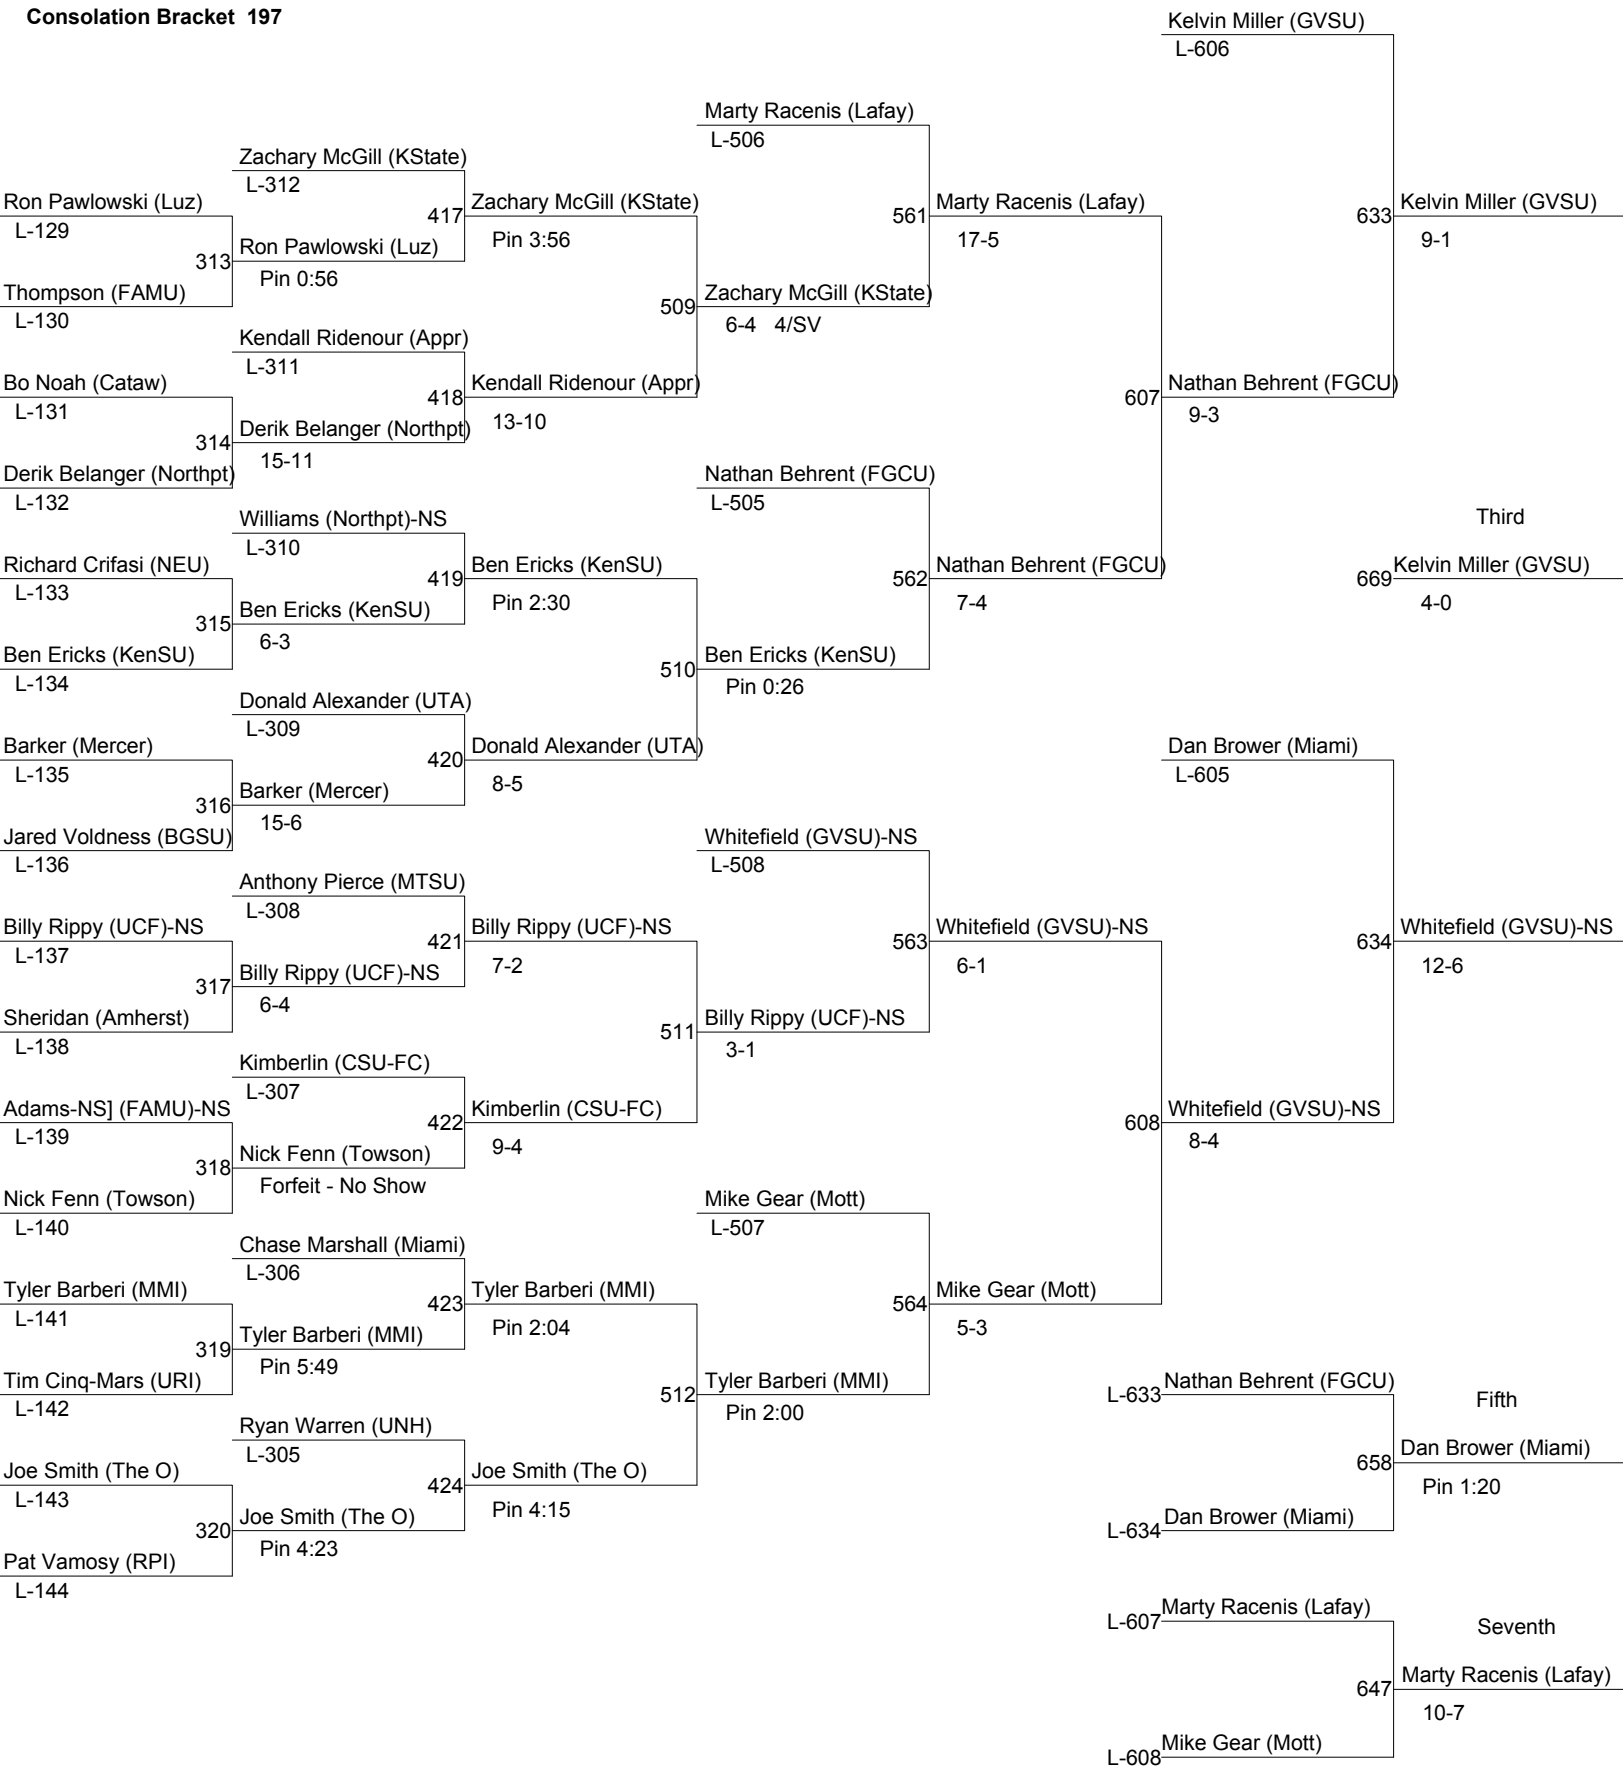 Consolation Bracket 197
Kelvin Miller (GVSU)
L-606
Marty Racenis (Lafay)
L-506
Zachary McGill (KState)
L-312
Ron Pawlowski (Luz)
L-129
417
Zachary McGill (KState)
Pin 3:56
561
Marty Racenis (Lafay)
17-5
633
Kelvin Miller (GVSU)
9-1
313
Ron Pawlowski (Luz)
Pin 0:56
Thompson (FAMU)
L-130
509
Zachary McGill (KState)
6-4 4/SV
Kendall Ridenour (Appr)
L-311
Bo Noah (Cataw)
L-131
418
Kendall Ridenour (Appr)
13-10
607
Nathan Behrent (FGCU)
9-3
314
Derik Belanger (Northpt)
15-11
Derik Belanger (Northpt)
L-132
Nathan Behrent (FGCU)
L-505
Williams (Northpt)-NS
L-310
Third
Richard Crifasi (NEU)
L-133
419
Ben Ericks (KenSU)
Pin 2:30
562
Nathan Behrent (FGCU)
7-4
669
Kelvin Miller (GVSU)
4-0
315
Ben Ericks (KenSU)
6-3
Ben Ericks (KenSU)
L-134
510
Ben Ericks (KenSU)
Pin 0:26
Donald Alexander (UTA)
L-309
Barker (Mercer)
L-135
420
Donald Alexander (UTA)
8-5
Dan Brower (Miami)
L-605
316
Barker (Mercer)
15-6
Jared Voldness (BGSU)
L-136
Whitefield (GVSU)-NS
L-508
Anthony Pierce (MTSU)
L-308
Billy Rippy (UCF)-NS
L-137
421
Billy Rippy (UCF)-NS
7-2
563
Whitefield (GVSU)-NS
6-1
634
Whitefield (GVSU)-NS
12-6
317
Billy Rippy (UCF)-NS
6-4
Sheridan (Amherst)
L-138
511
Billy Rippy (UCF)-NS
3-1
Kimberlin (CSU-FC)
L-307
Adams-NS] (FAMU)-NS
L-139
422
Kimberlin (CSU-FC)
9-4
608
Whitefield (GVSU)-NS
8-4
318
Nick Fenn (Towson)
Forfeit - No Show
Nick Fenn (Towson)
L-140
Mike Gear (Mott)
L-507
Chase Marshall (Miami)
L-306
Tyler Barberi (MMI)
L-141
423
Tyler Barberi (MMI)
Pin 2:04
564
Mike Gear (Mott)
5-3
319
Tyler Barberi (MMI)
Pin 5:49
Tim Cinq-Mars (URI)
L-142
512
Tyler Barberi (MMI)
Pin 2:00
L-633
Nathan Behrent (FGCU)
Fifth
Ryan Warren (UNH)
L-305
Joe Smith (The O)
L-143
424
Joe Smith (The O)
Pin 4:15
658
Dan Brower (Miami)
Pin 1:20
320
Joe Smith (The O)
Pin 4:23
L-634
Dan Brower (Miami)
Pat Vamosy (RPI)
L-144
L-607
Marty Racenis (Lafay)
Seventh
647
Marty Racenis (Lafay)
10-7
L-608
Mike Gear (Mott)